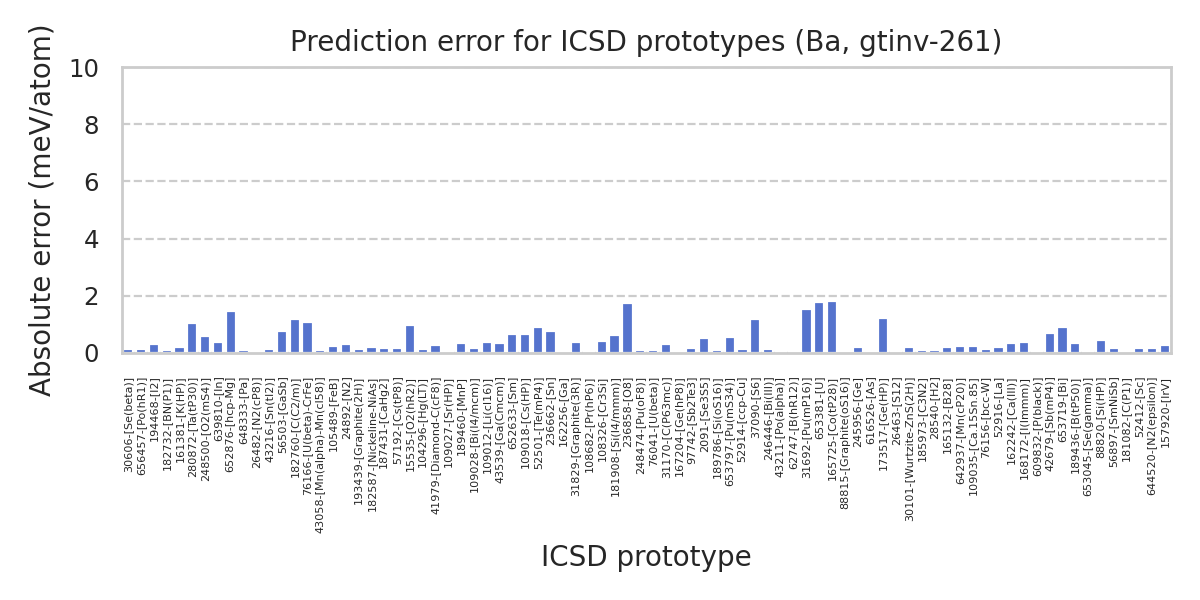 Prediction error for ICSD prototypes (Ba, gtinv-261)
Absolute error (meV/atom)
10
8
6
4
2
0
30606-[Se(beta)]
656457-[Po(hR1)]
194468-[I2]
182732-[BN(P1)]
161381-[K(HP)]
280872-[Ta(tP30)]
248500-[O2(mS4)]
639810-[In]
652876-[hcp-Mg]
648333-[Pa]
26482-[N2(cP8)]
43216-[Sn(tI2)]
56503-[GaSb]
182760-[C(C2/m)]
76166-[U(beta)-CrFe]
43058-[Mn(alpha)-Mn(cI58)]
105489-[FeB]
24892-[N2]
193439-[Graphite(2H)]
182587-[Nickeline-NiAs]
187431-[CaHg2]
57192-[Cs(tP8)]
15535-[O2(hR2)]
104296-[Hg(LT)]
41979-[Diamond-C(cF8)]
109027-[Sr(HP)]
189460-[MnP]
109028-[Bi(I4/mcm)]
109012-[Li(cI16)]
43539-[Ga(Cmcm)]
652633-[Sm]
109018-[Cs(HP)]
52501-[Te(mP4)]
236662-[Sn]
162256-[Ga]
31829-[Graphite(3R)]
108682-[Pr(hP6)]
108326-[Cr3Si]
181908-[Si(I4/mmm)]
236858-[O8]
248474-[Pu(oF8)]
76041-[U(beta)]
31170-[C(P63mc)]
167204-[Ge(hP8)]
97742-[Sb2Te3]
2091-[Se3S5]
189786-[Si(oS16)]
653797-[Pu(mS34)]
52914-[ccp-Cu]
37090-[S6]
246446-[Bi(III)]
43211-[Po(alpha)]
62747-[B(hR12)]
31692-[Pu(mP16)]
653381-[U]
165725-[Co(tP28)]
88815-[Graphite(oS16)]
245956-[Ge]
616526-[As]
173517-[Ge(HP)]
26463-[S12]
30101-[Wurtzite-ZnS(2H)]
185973-[C3N2]
28540-[H2]
165132-[B28]
642937-[Mn(cP20)]
109035-[Ca.15Sn.85]
76156-[bcc-W]
52916-[La]
162242-[Ca(III)]
168172-[I(Immm)]
609832-[P(black)]
42679-[Sb(mP4)]
653719-[Bi]
189436-[B(tP50)]
653045-[Se(gamma)]
88820-[Si(HP)]
56897-[SmNiSb]
181082-[C(P1)]
52412-[Sc]
644520-[N2(epsilon)]
157920-[IrV]
ICSD prototype